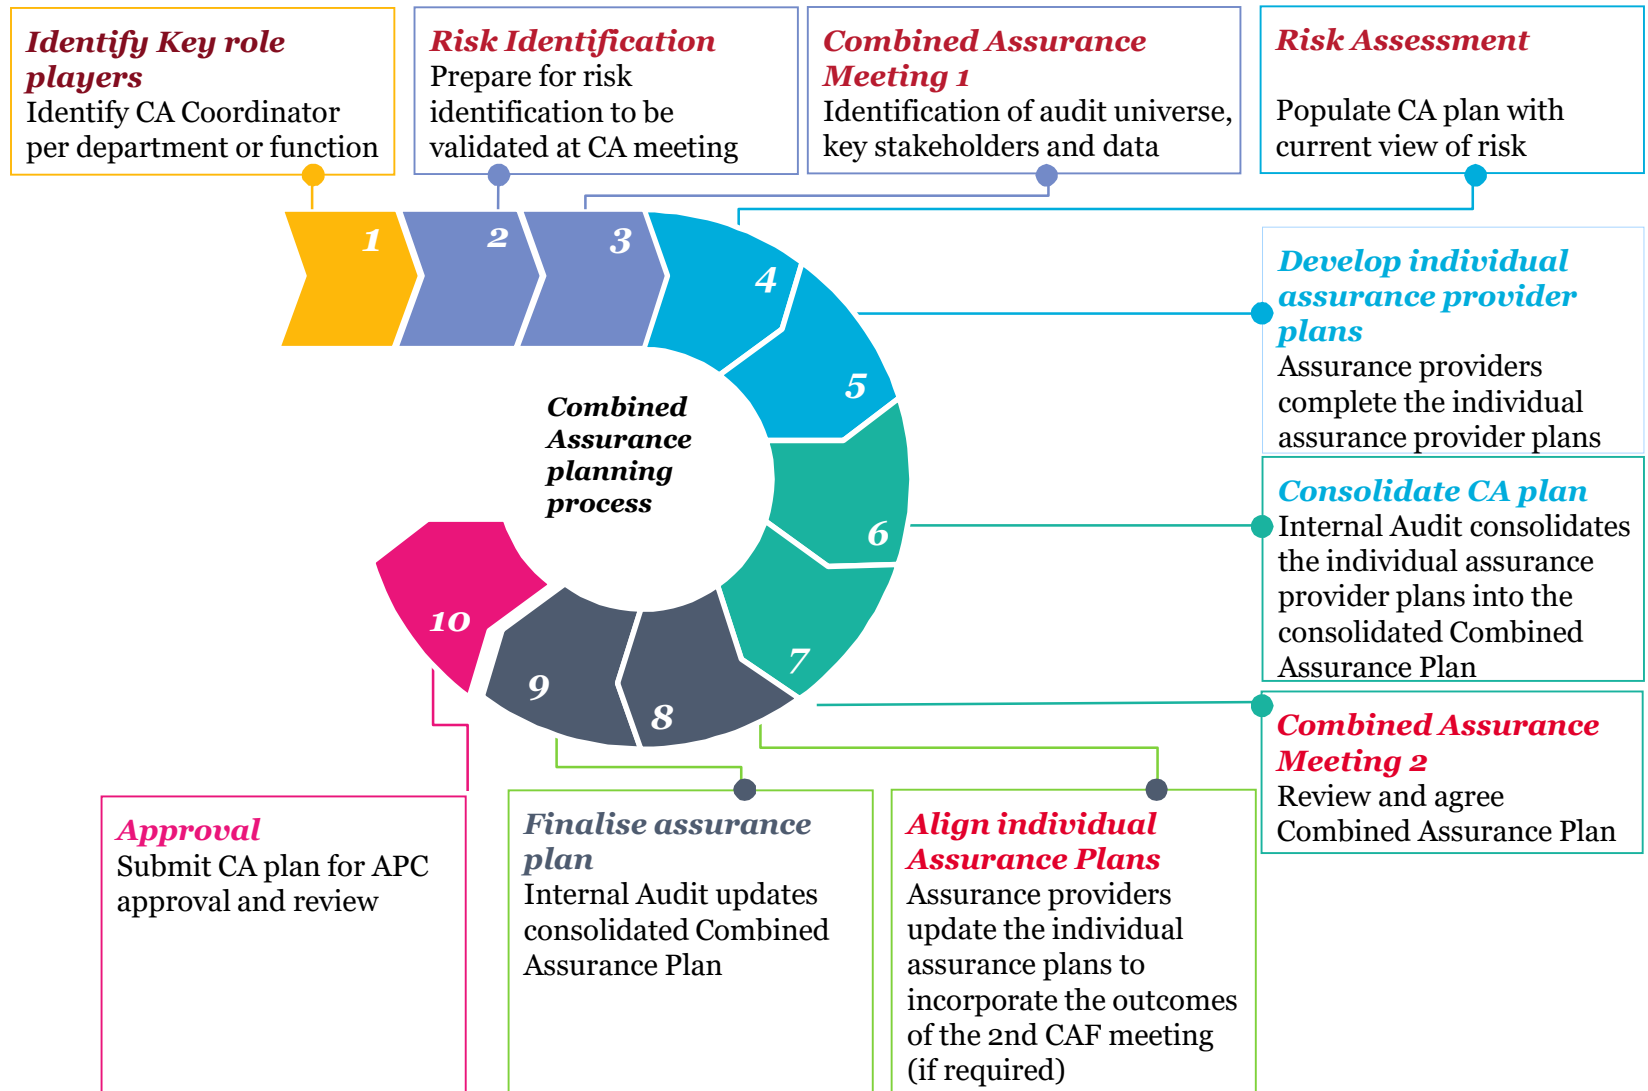 Identify Key role
players
Identify CA Coordinator
per department or function
Risk Identification
Prepare for risk
identification to be
validated at CA meeting
Combined Assurance
Meeting 1
Identification of audit universe,
key stakeholders and data
Risk Assessment
Populate CA plan with
current view of risk
1
2
3
4
5
6
7
8
9
10
Combined
Assurance
planning
process
Develop individual
assurance provider
plans
Assurance providers
complete the individual
assurance provider plans
Consolidate CA plan
Internal Audit consolidates
the individual assurance
provider plans into the
consolidated Combined
Assurance Plan
Combined Assurance
Meeting 2
Review and agree
Combined Assurance Plan
Align individual
Assurance Plans
Assurance providers
update the individual
assurance plans to
incorporate the outcomes
of the 2nd CAF meeting
(if required)
Finalise assurance
plan
Internal Audit updates
consolidated Combined
Assurance Plan
Approval
Submit CA plan for APC
approval and review